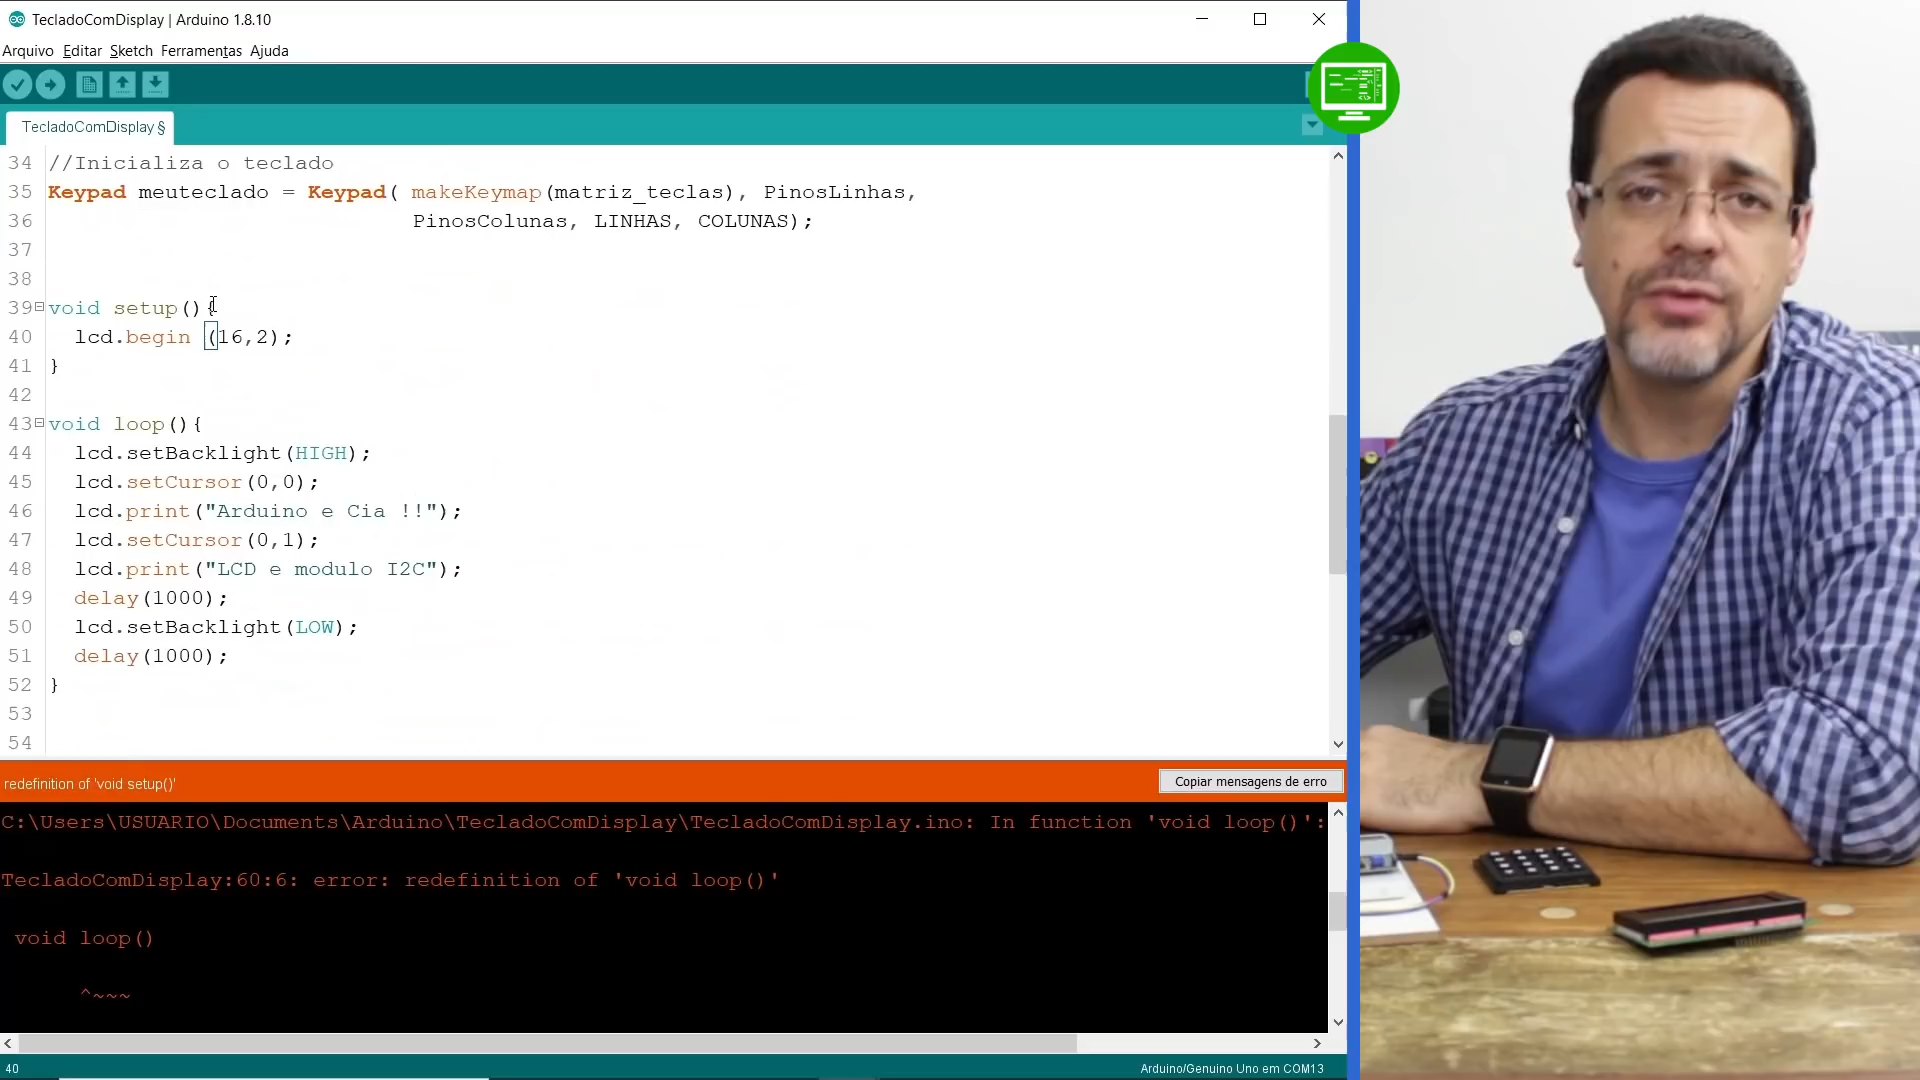 TecladoComDisplay | Arduino 1.8.10
Arquivo Editar Sketch Ferramentas Ajuda
TecladoComDisplay §
34 //Inicializa o teclado
35 Keypad meuteclado = Keypad( makeKeymap(matriz_teclas), PinosLinhas,
36 PinosColunas, LINHAS, COLUNAS);
37
38
39 void setup(){
40 lcd.begin (16,2);
41 }
42
43 void loop(){
44 lcd.setBacklight(HIGH);
45 lcd.setCursor(0,0);
46 lcd.print("Arduino e Cia !!");
47 lcd.setCursor(0,1);
48 lcd.print("LCD e modulo I2C");
49 delay(1000);
50 lcd.setBacklight(LOW);
51 delay(1000);
52 }
53
54
redefinition of 'void setup()'
Copiar mensagens de erro
C:\Users\USUARIO\Documents\Arduino\TecladoComDisplay\TecladoComDisplay.ino: In function 'void loop()':
TecladoComDisplay:60:6: error: redefinition of 'void loop()'
void loop()
^~~~
40
Arduino/Genuino Uno em COM13